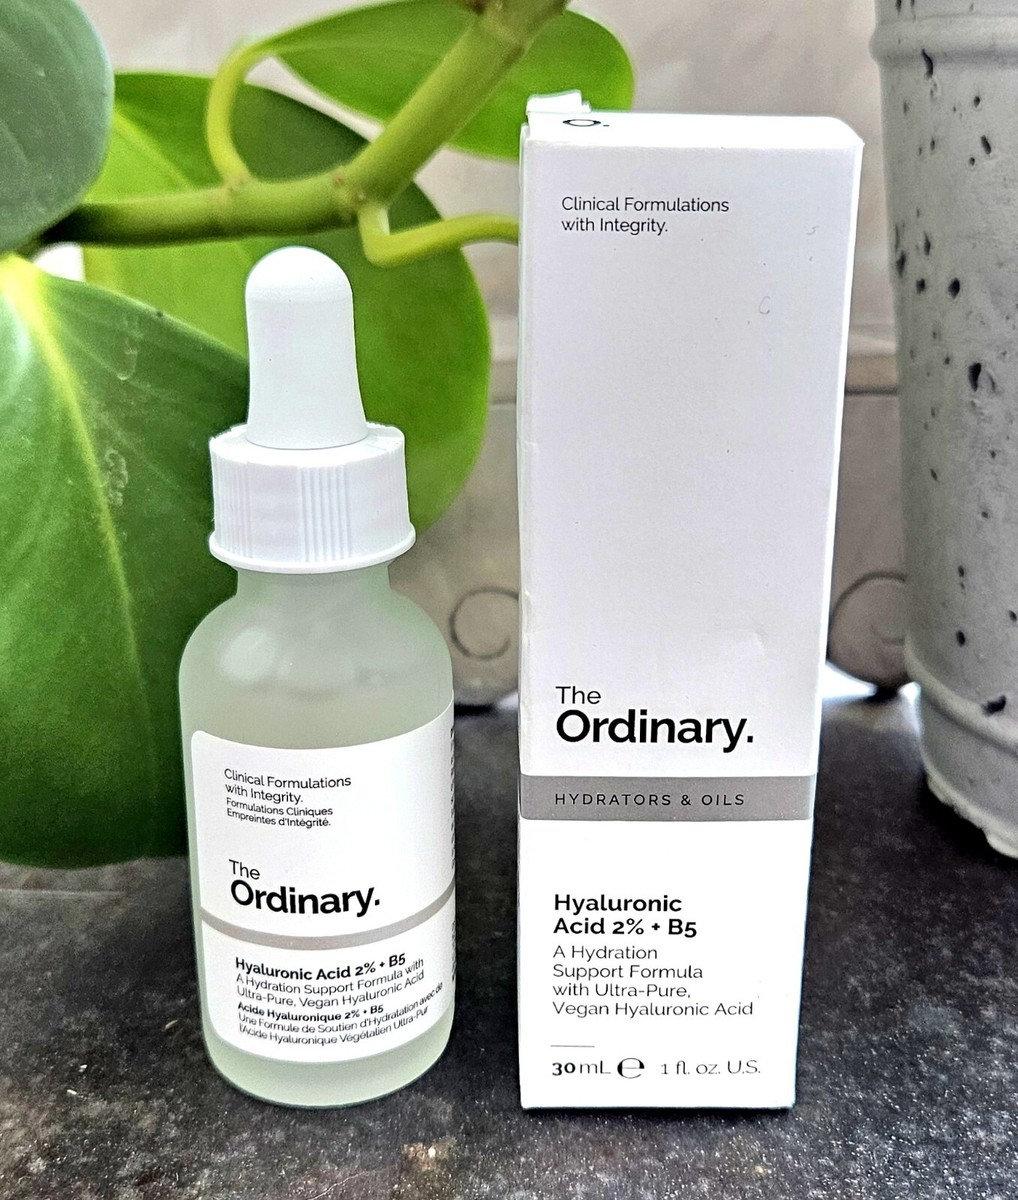 O.
Clinical Formulations
with Integrity.
The
Ordinary.
HYDRATORS & OILS
Hyaluronic
Acid 2% + B5
A Hydration
Support Formula
with Ultra-Pure,
Vegan Hyaluronic Acid
30 mL ℮ 1 fl. oz. U.S.
Clinical Formulations
with Integrity.
Formulations Cliniques
Empreintes d'Intégrité.
The
Ordinary.
Hyaluronic Acid 2% + B5
A Hydration Support Formula with
Ultra-Pure, Vegan Hyaluronic Acid
Acide Hyaluronique 2% + B5
Une Formule de Soutien d'Hydratation avec de
l'Acide Hyaluronique Végétalien Ultra-Pur